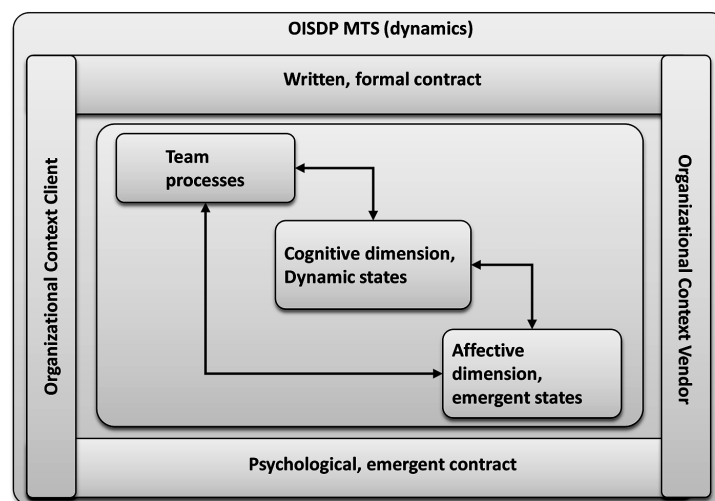 OISDP MTS (dynamics)
Written, formal contract
Organizational Context Client
Team
processes
Cognitive dimension,
Dynamic states
Affective
dimension,
emergent states
Organizational Context Vendor
Psychological, emergent contract